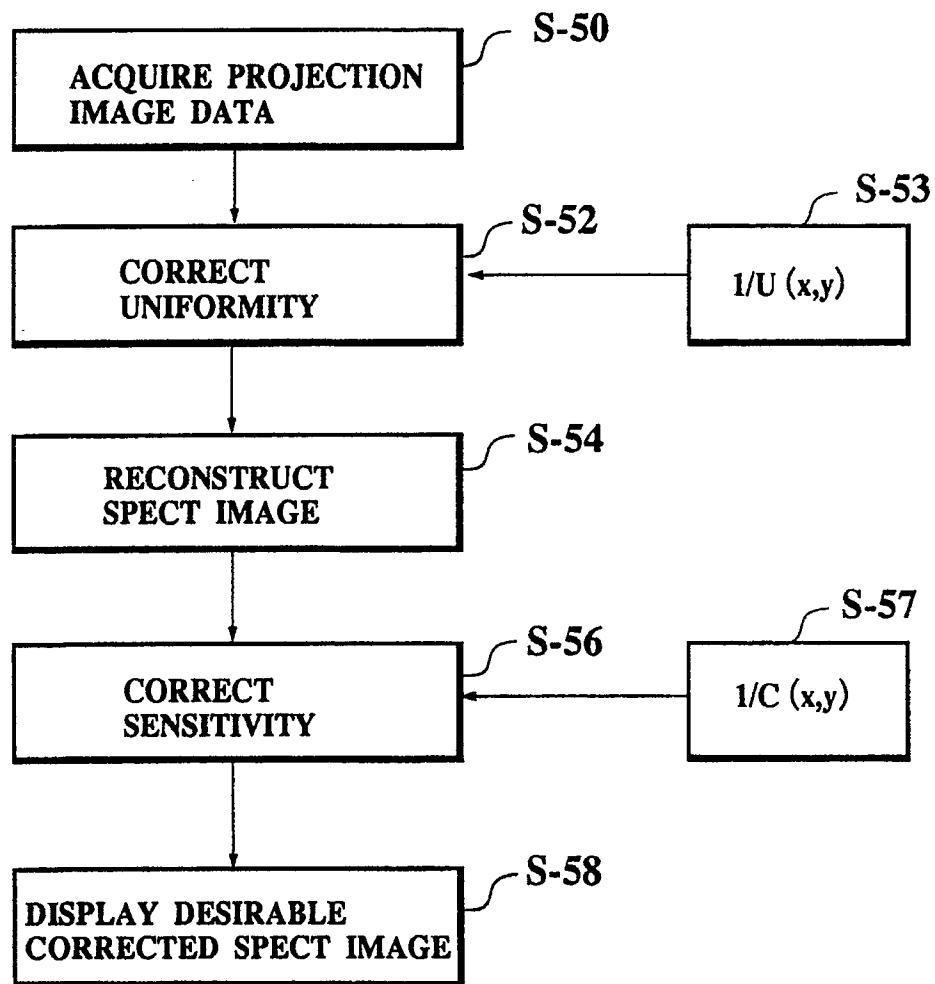 S-50
ACQUIRE PROJECTION
IMAGE DATA
S-52
CORRECT
UNIFORMITY
S-53
1/U (x,y)
S-54
RECONSTRUCT
SPECT IMAGE
S-56
CORRECT
SENSITIVITY
S-57
1/C (x,y)
S-58
DISPLAY DESIRABLE
CORRECTED SPECT IMAGE